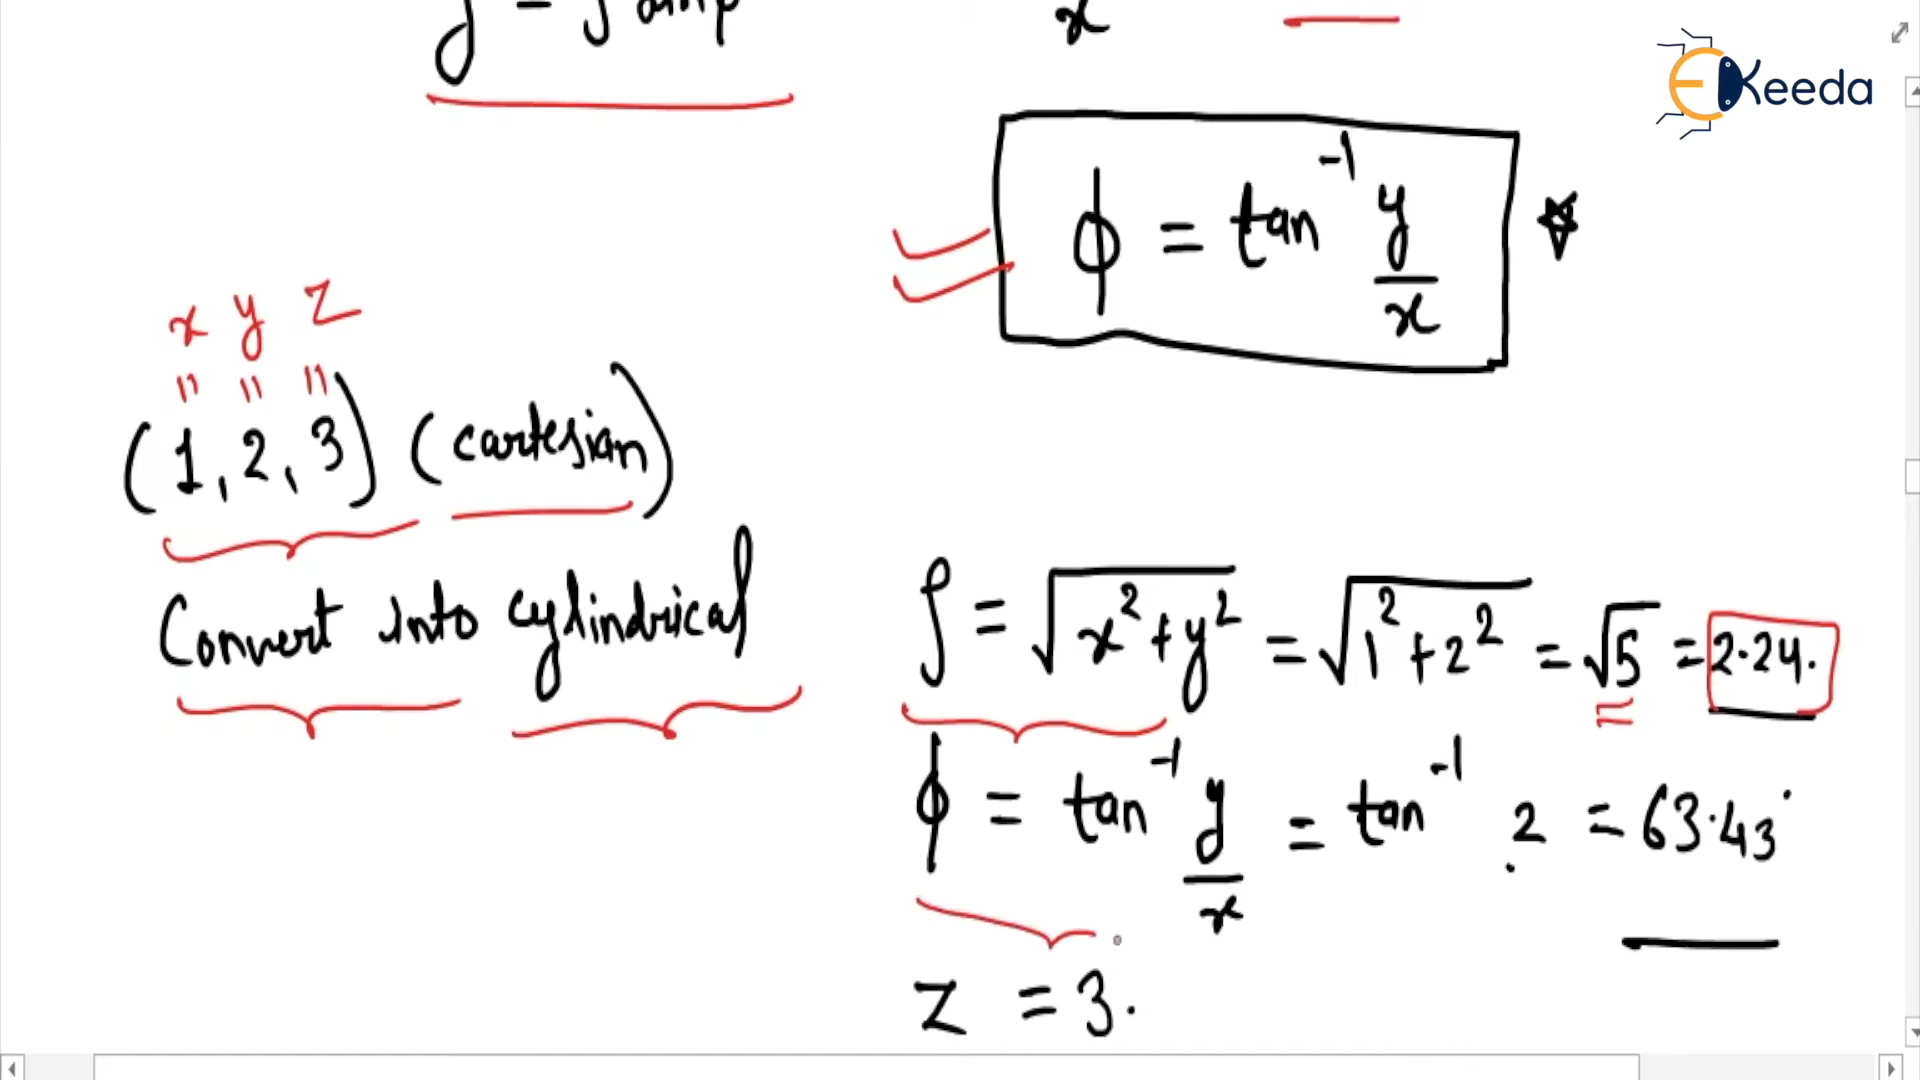 x
EKeeda
φ = tan⁻¹ y/x
x y z
" " "
(1, 2, 3) (cartesian)
Convert into cylindrical
ρ = √x²+y² = √1²+2² = √5 = 2.24.
φ = tan⁻¹ y/x = tan⁻¹ 2 = 63.43°
z = 3.